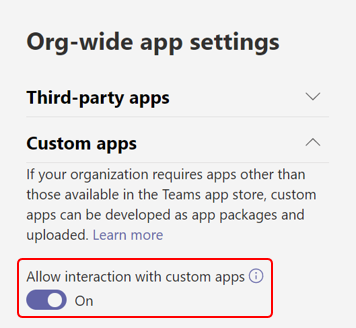 Org-wide app settings
Third-party apps
Custom apps
If your organization requires apps other than
those available in the Teams app store, custom
apps can be developed as app packages and
uploaded. Learn more
Allow interaction with custom apps
On